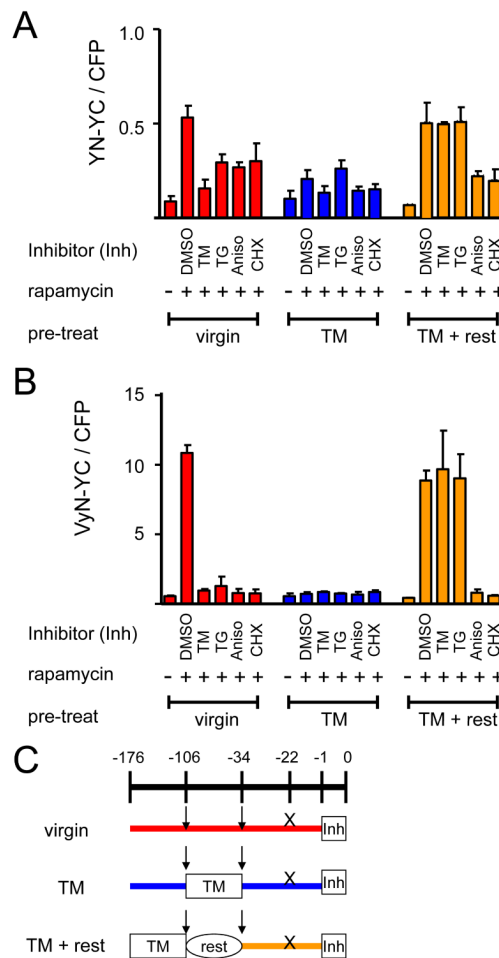 A
YN-YC / CFP
1.0
0.5
Inhibitor (Inh) DMSO TM TG Aniso CHX DMSO TM TG Aniso CHX DMSO TM TG Aniso CHX
rapamycin - + + + + + - + + + + + - + + + + +
pre-treat virgin TM TM + rest
B
VyN-YC / CFP
15
10
5
Inhibitor (Inh) DMSO TM TG Aniso CHX DMSO TM TG Aniso CHX DMSO TM TG Aniso CHX
rapamycin - + + + + + - + + + + + - + + + + +
pre-treat virgin TM TM + rest
C
-176 -106 -34 -22 -1 0
virgin X Inh
TM TM X Inh
TM + rest TM rest X Inh